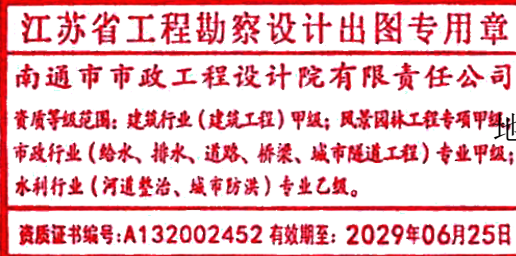 江苏省工程勘察设计出图专用章
南通市市政工程设计院有限责任公司
资质等级范围：建筑行业（建筑工程）甲级；风景园林工程专项甲级；
市政行业（给水、排水、道路、桥梁、城市隧道工程）专业甲级；
水利行业（河道整治、城市防洪）专业乙级。
资质证书编号:A132002452 有效期至: 2029年06月25日